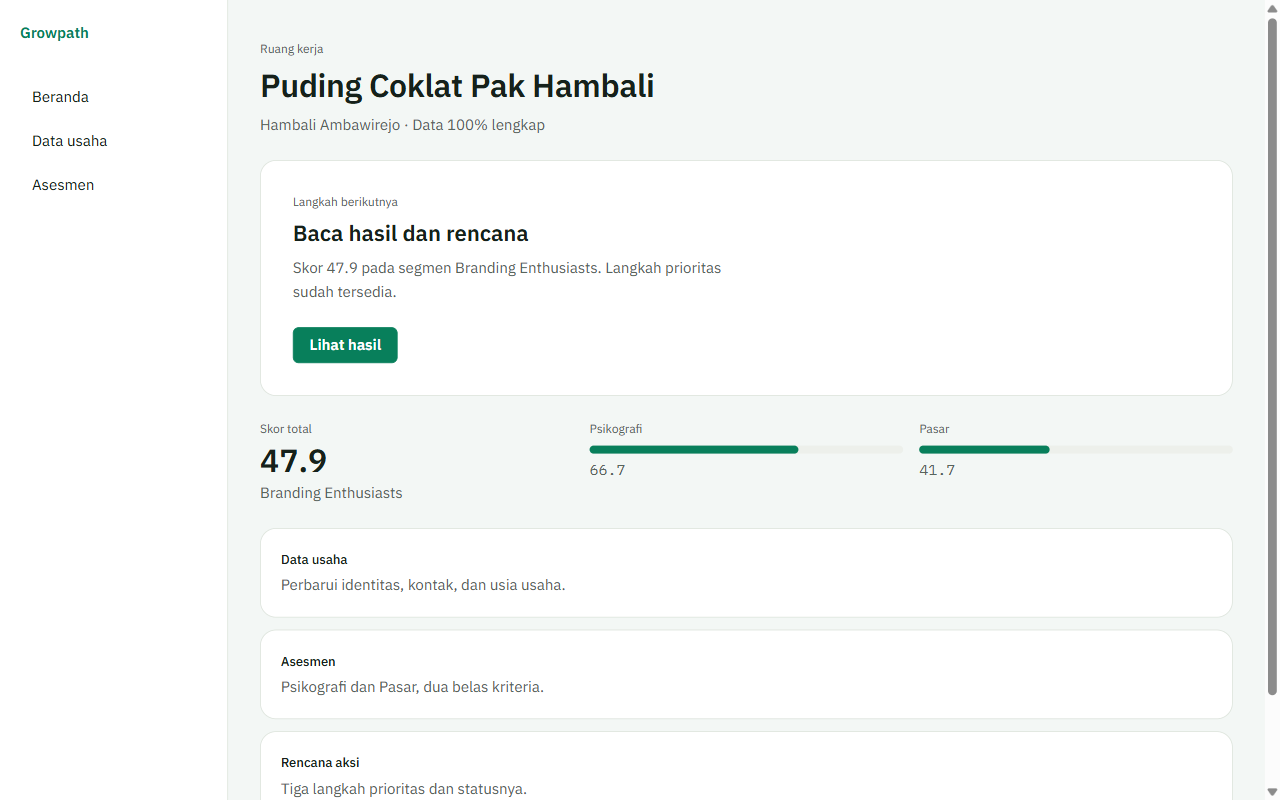 Growpath
Beranda
Data usaha
Asesmen
Ruang kerja
Puding Coklat Pak Hambali
Hambali Ambawirejo · Data 100% lengkap
Langkah berikutnya
Baca hasil dan rencana
Skor 47.9 pada segmen Branding Enthusiasts. Langkah prioritas
sudah tersedia.
Lihat hasil
Skor total
47.9
Branding Enthusiasts
Psikografi
66.7
Pasar
41.7
Data usaha
Perbarui identitas, kontak, dan usia usaha.
Asesmen
Psikografi dan Pasar, dua belas kriteria.
Rencana aksi
Tiga langkah prioritas dan statusnya.